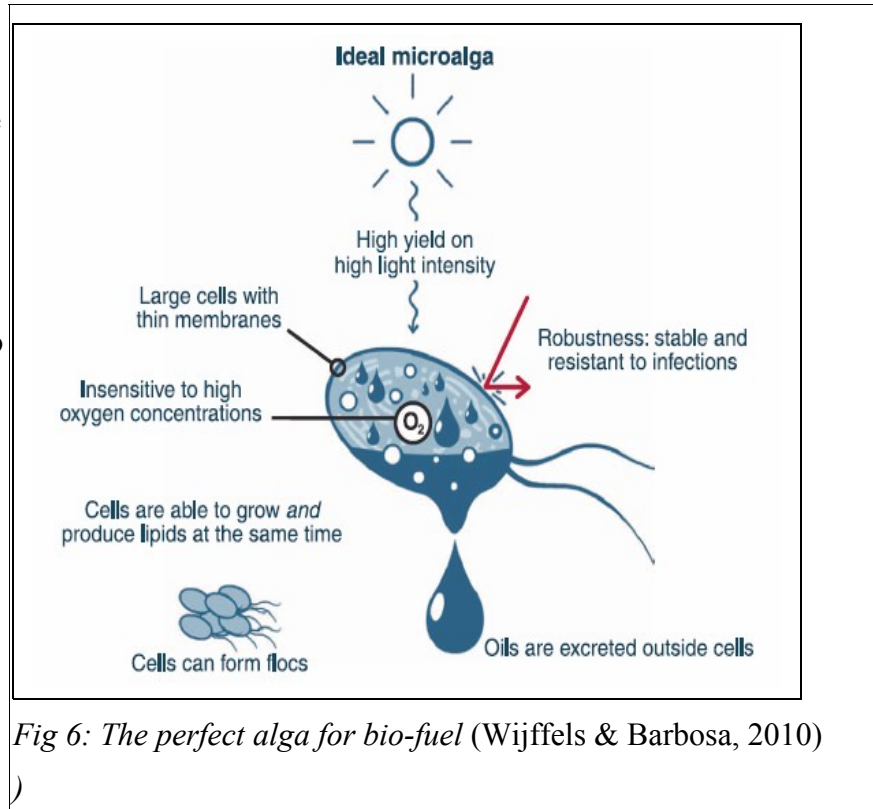 Ideal microalga
High yield on
high light intensity
Large cells with
thin membranes
Robustness: stable and
resistant to infections
Insensitive to high
oxygen concentrations
O₂
Cells are able to grow and
produce lipids at the same time
Cells can form flocs
Oils are excreted outside cells
Fig 6: The perfect alga for bio-fuel (Wijffels & Barbosa, 2010)
)